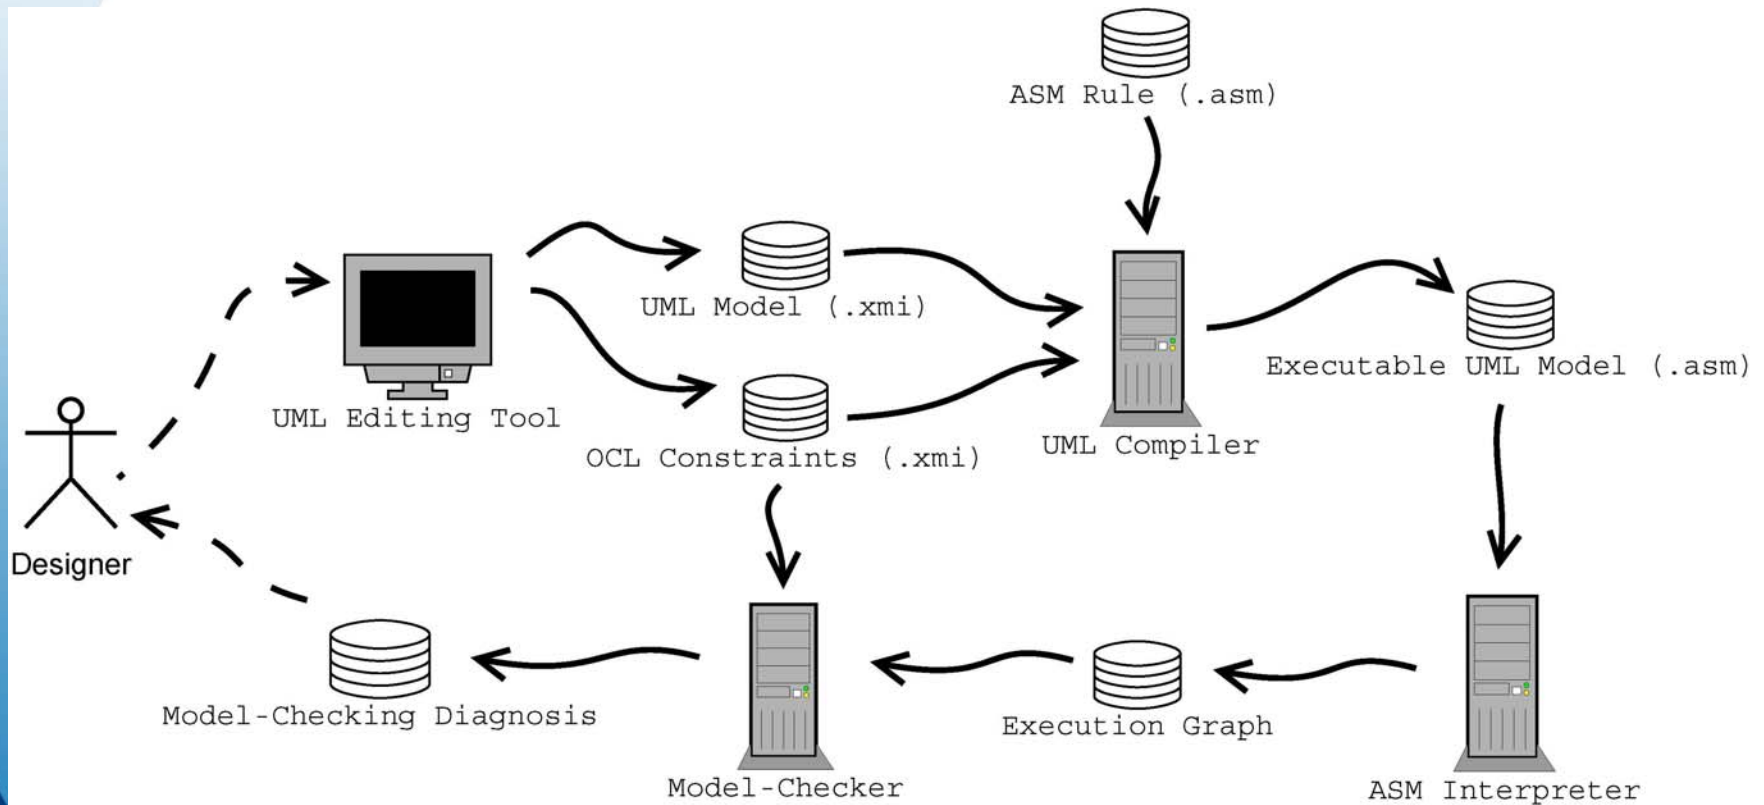 ASM Rule (.asm)
UML Model (.xmi)
Executable UML Model (.asm)
UML Editing Tool
UML Compiler
OCL Constraints (.xmi)
Designer
Model-Checking Diagnosis
Execution Graph
Model-Checker
ASM Interpreter